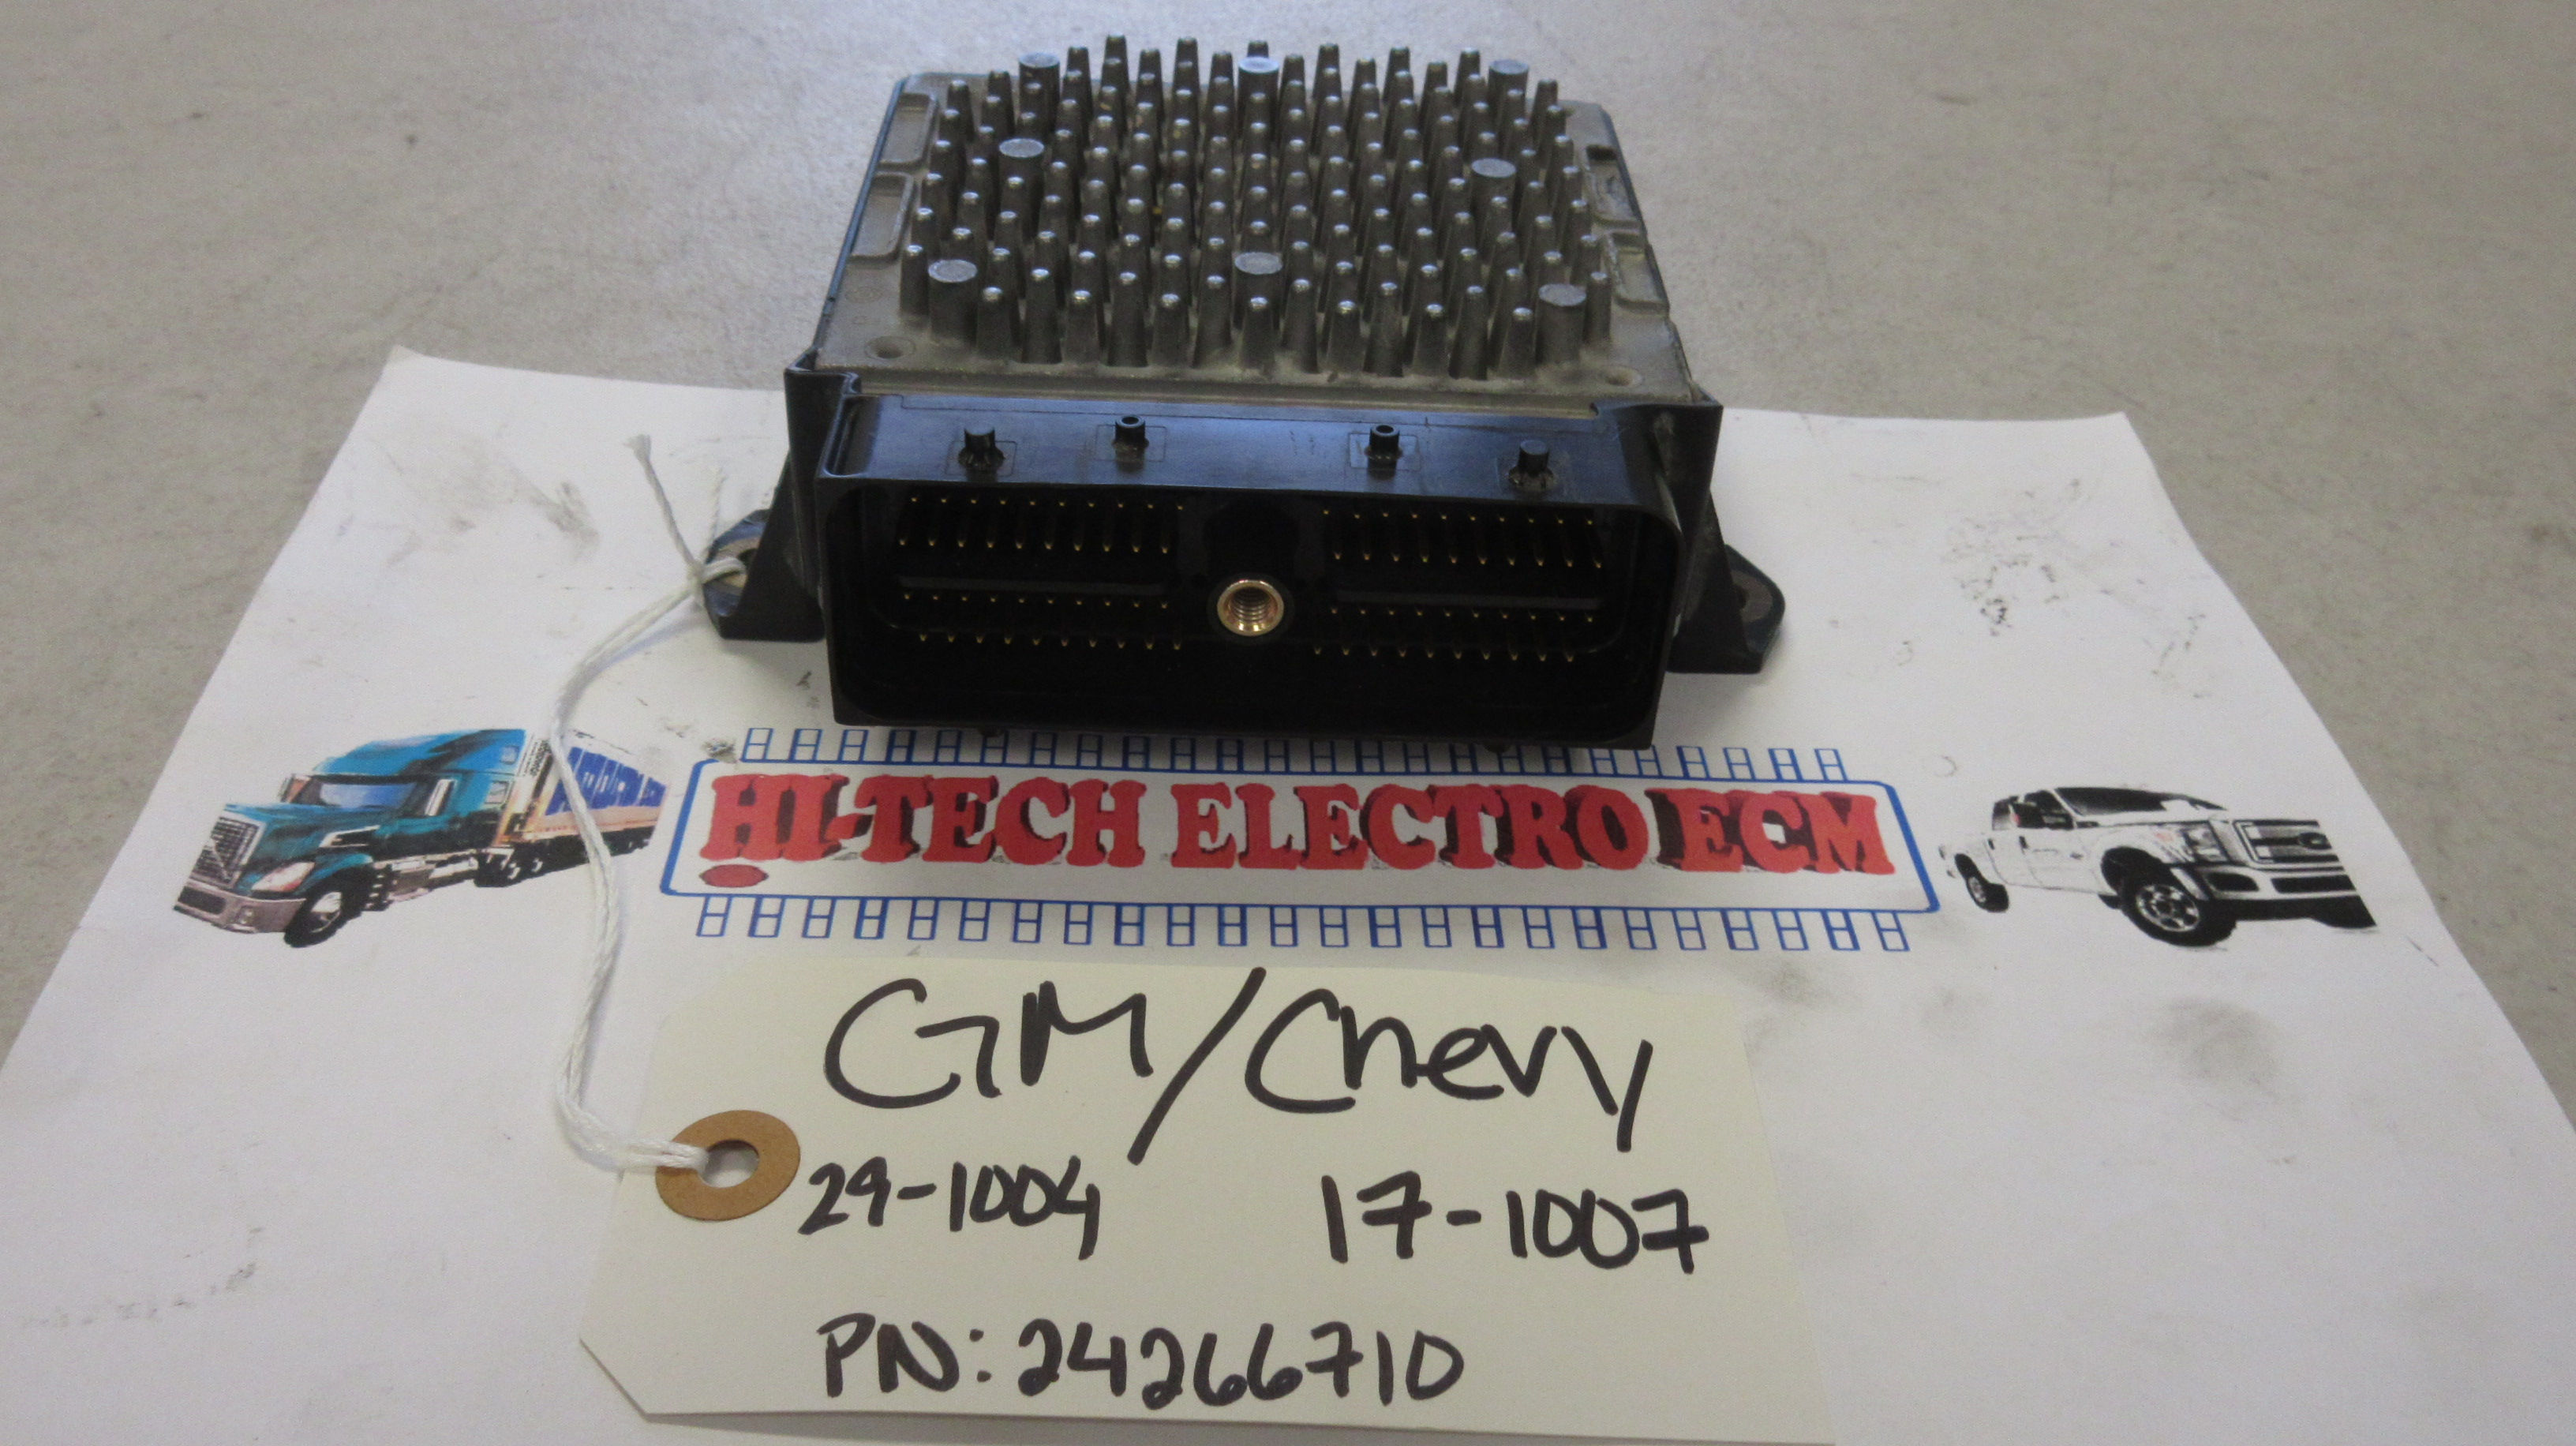 HI-TECH ELECTRO ECM
GM/Chevy
29-1004 17-1007
PN: 24266710